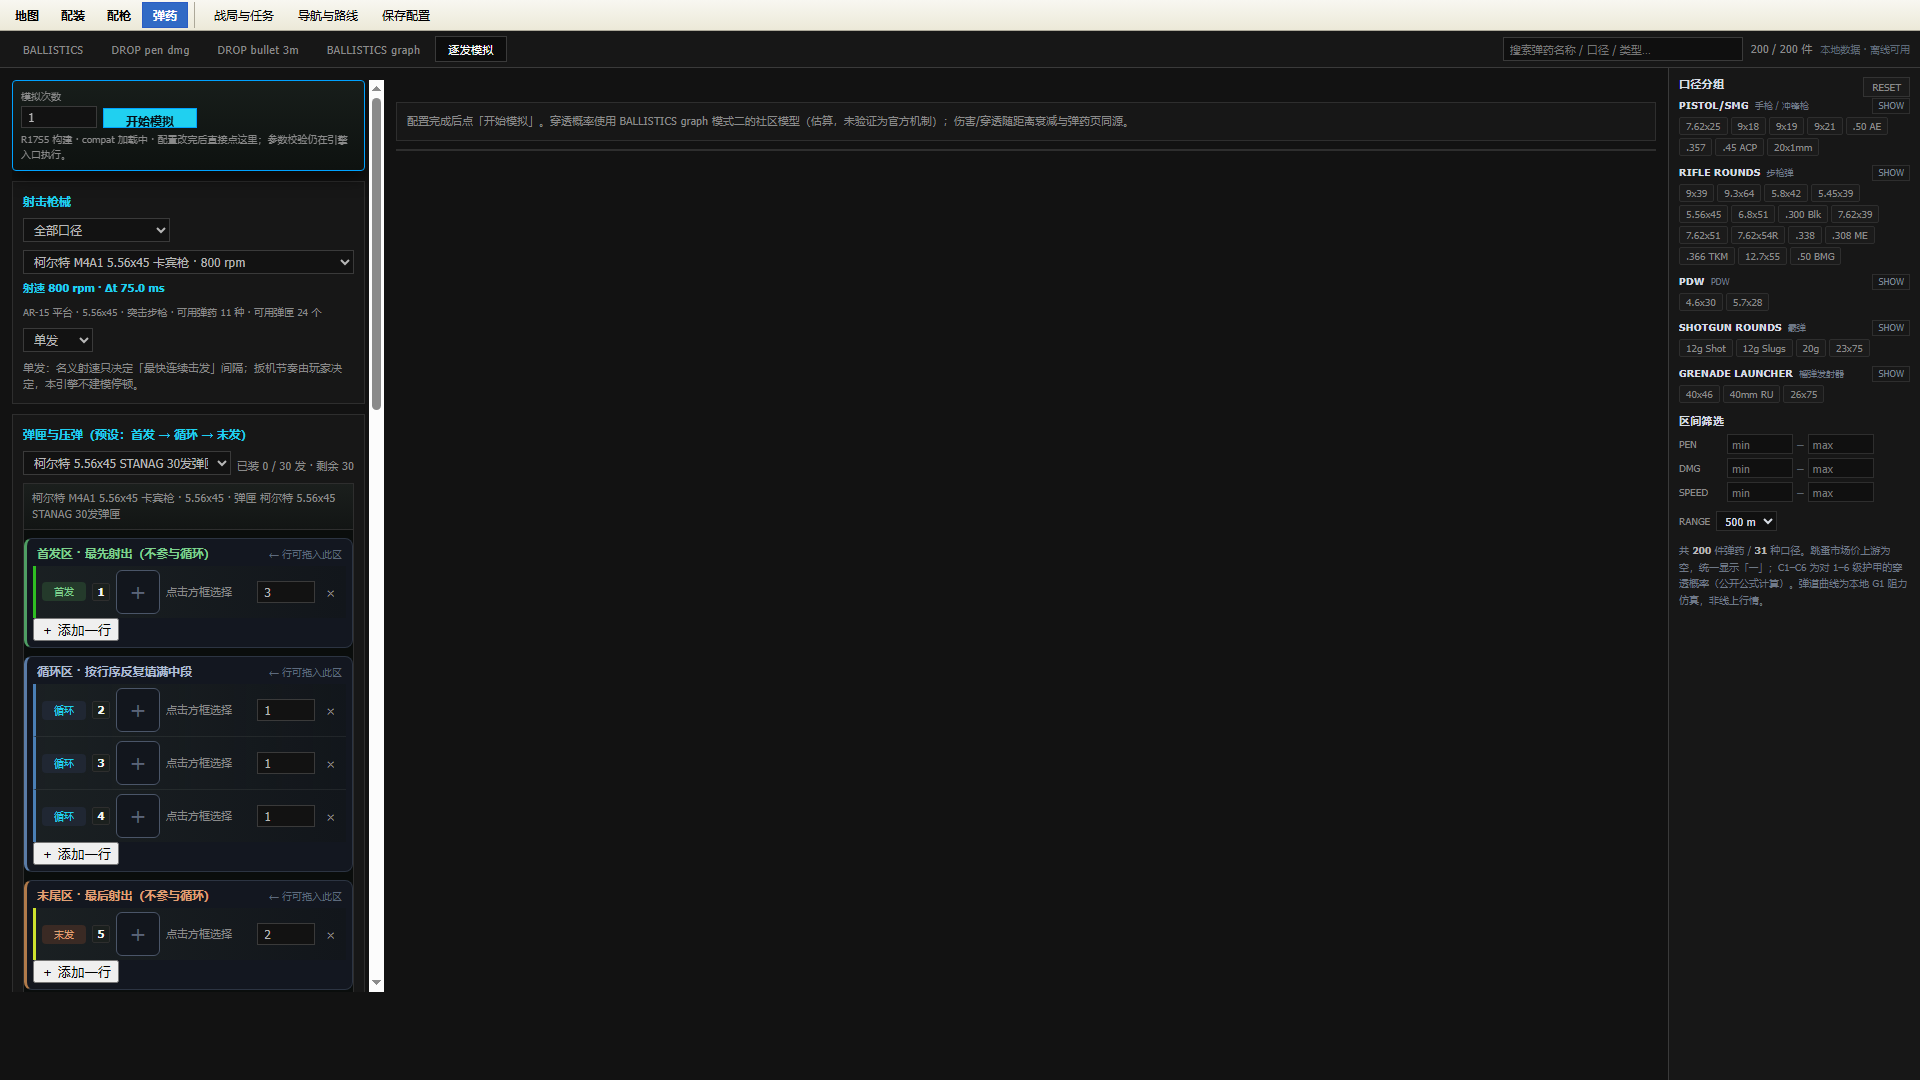 地图 配装 配枪 弹药 战局与任务 导航与路线 保存配置
BALLISTICS DROP pen dmg DROP bullet 3m BALLISTICS graph 逐发模拟 搜索弹药名称 / 口径 / 类型... 200 / 200 件 本地数据 · 离线可用
模拟次数
1 开始模拟
R1755 构建 · compat 加载中 · 配置改完后直接点这里；参数校验仍在引擎
入口执行。
射击枪械
全部口径
柯尔特 M4A1 5.56x45 卡宾枪 · 800 rpm
射速 800 rpm · Δt 75.0 ms
AR-15 平台 · 5.56x45 · 突击步枪 · 可用弹药 11 种 · 可用弹匣 24 个
单发
单发：名义射速只决定「最快连续击发」间隔；扳机节奏由玩家决
定，本引擎不建模停顿。
弹匣与压弹（预设：首发 → 循环 → 末发）
柯尔特 5.56x45 STANAG 30发弹匣 已装 0 / 30 发 · 剩余 30
柯尔特 M4A1 5.56x45 卡宾枪 · 5.56x45 · 弹匣 柯尔特 5.56x45
STANAG 30发弹匣
首发区 · 最先射出（不参与循环） ← 行可拖入此区
首发 1 + 点击方框选择 3 ×
+ 添加一行
循环区 · 按行序反复填满中段 ← 行可拖入此区
循环 2 + 点击方框选择 1 ×
循环 3 + 点击方框选择 1 ×
循环 4 + 点击方框选择 1 ×
+ 添加一行
末尾区 · 最后射出（不参与循环） ← 行可拖入此区
末发 5 + 点击方框选择 2 ×
+ 添加一行
配置完成后点「开始模拟」。穿透概率使用 BALLISTICS graph 模式二的社区模型（估算，未验证为官方机制）；伤害/穿透随距离衰减与弹药页同源。
口径分组 RESET
PISTOL/SMG 手枪 / 冲锋枪 SHOW
7.62x25 9x18 9x19 9x21 .50 AE
.357 .45 ACP 20x1mm
RIFLE ROUNDS 步枪弹 SHOW
9x39 9.3x64 5.8x42 5.45x39
5.56x45 6.8x51 .300 Blk 7.62x39
7.62x51 7.62x54R .338 .308 ME
.366 TKM 12.7x55 .50 BMG
PDW PDW SHOW
4.6x30 5.7x28
SHOTGUN ROUNDS 霰弹 SHOW
12g Shot 12g Slugs 20g 23x75
GRENADE LAUNCHER 榴弹发射器 SHOW
40x46 40mm RU 26x75
区间筛选
PEN min — max
DMG min — max
SPEED min — max
RANGE 500 m
共 200 件弹药 / 31 种口径。跳蚤市场价上游为
空，统一显示「—」；C1–C6 为对 1–6 级护甲的穿
透概率（公开公式计算）。弹道曲线为本地 G1 阻力
仿真，非线上行情。